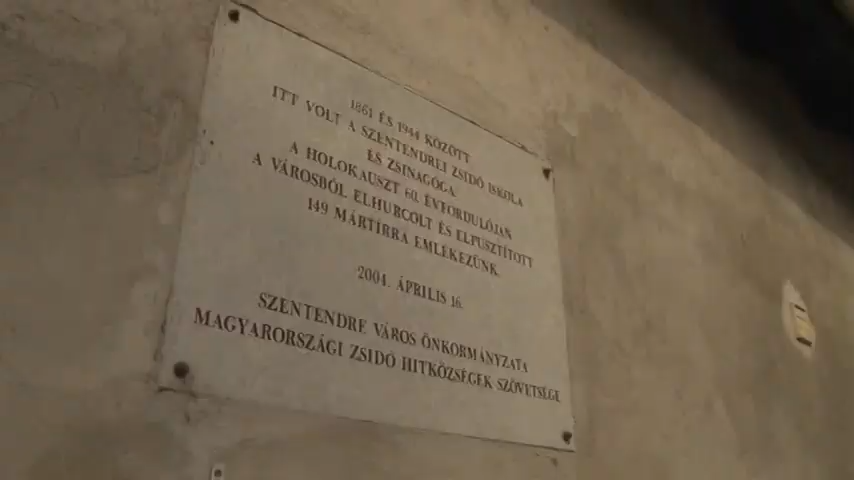 1861 ÉS 1944 KÖZÖTT
ITT VOLT A SZENTENDREI ZSIDÓ ISKOLA
ÉS ZSINAGÓGA
A HOLOKAUSZT 60. ÉVFORDULÓJÁN
A VÁROSBÓL ELHURCOLT ÉS ELPUSZTÍTOTT
149 MÁRTÍRRA EMLÉKEZÜNK.
2004. ÁPRILIS 16.
SZENTENDRE VÁROS ÖNKORMÁNYZATA
MAGYARORSZÁGI ZSIDÓ HITKÖZSÉGEK SZÖVETSÉGE